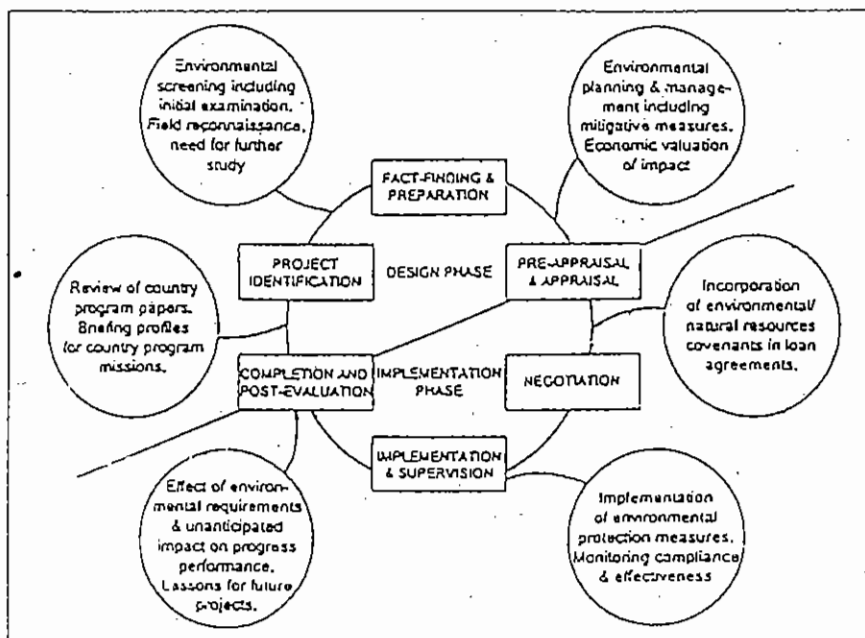 Environmental
screening including
initial examination.
Field reconnaissance,
need for further
study
Environmental
planning & manage-
ment including
mitigative measures.
Economic valuation
of impact
FACT-FINDING &
PREPARATION
PROJECT
IDENTIFICATION
DESIGN PHASE
PRE-APPRAISAL
& APPRAISAL
Review of country
program papers.
Briefing profiles
for country program
missions.
Incorporation
of environmental/
natural resources
covenants in loan
agreements.
COMPLETION AND
POST-EVALUATION
IMPLEMENTATION
PHASE
NEGOTIATION
IMPLEMENTATION
& SUPERVISION
Effect of environ-
mental requirements
& unanticipated
impact on progress
performance.
Lassons for future
projects.
Implementation
of environmental
protection measures.
Monitoring compliance
& effectiveness